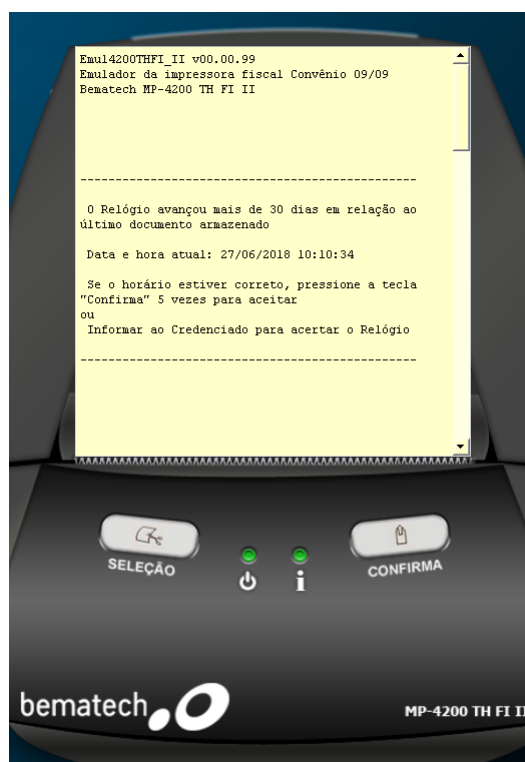 Emul4200THFI_II v00.00.99
Emulador da impressora fiscal Convênio 09/09
Bematech MP-4200 TH FI II
------------------------------------------------
O Relógio avançou mais de 30 dias em relação ao
último documento armazenado
Data e hora atual: 27/06/2018 10:10:34
Se o horário estiver correto, pressione a tecla
"Confirma" 5 vezes para aceitar
ou
Informar ao Credenciado para acertar o Relógio
------------------------------------------------
SELEÇÃO
CONFIRMA
bematech
MP-4200 TH FI II